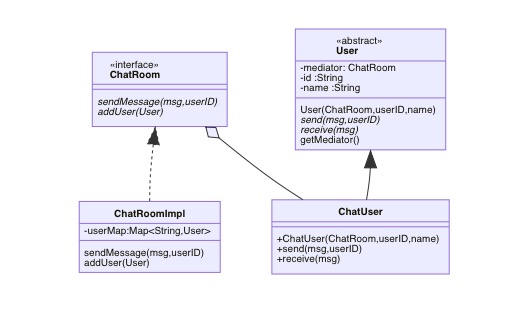 «interface»
ChatRoom
sendMessage(msg,userID)
addUser(User)
«abstract»
User
-mediator: ChatRoom
-id :String
-name :String
User(ChatRoom,userID,name)
send(msg,userID)
receive(msg)
getMediator()
ChatRoomImpl
-userMap:Map<String,User>
sendMessage(msg,userID)
addUser(User)
ChatUser
+ChatUser(ChatRoom,userID,name)
+send(msg,userID)
+receive(msg)